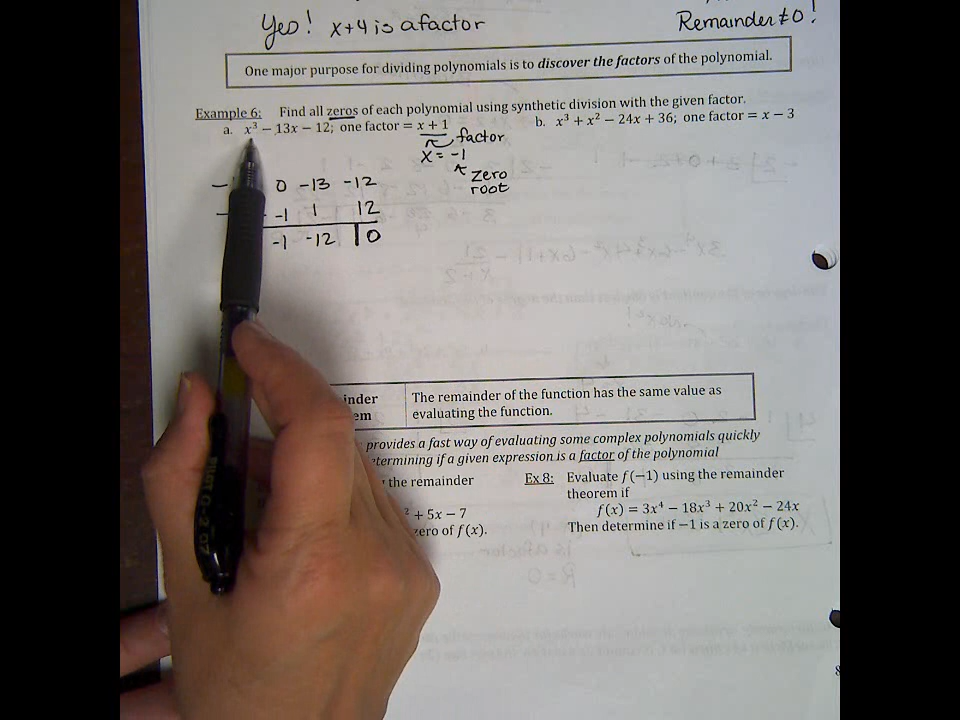 Yes! x+4 is a factor
Remainder ≠ 0!
One major purpose for dividing polynomials is to discover the factors of the polynomial.
Example 6: Find all zeros of each polynomial using synthetic division with the given factor.
a. x³ − 13x − 12; one factor = x + 1
b. x³ + x² − 24x + 36; one factor = x − 3
factor
x = -1
zero
root
0 -13 -12
-1 1 12
-1 -12 0
The remainder of the function has the same value as
evaluating the function.
provides a fast way of evaluating some complex polynomials quickly
determining if a given expression is a factor of the polynomial
the remainder
+ 5x − 7
zero of f(x).
Ex 8: Evaluate f(−1) using the remainder
theorem if
f(x) = 3x⁴ − 18x³ + 20x² − 24x
Then determine if −1 is a zero of f(x).